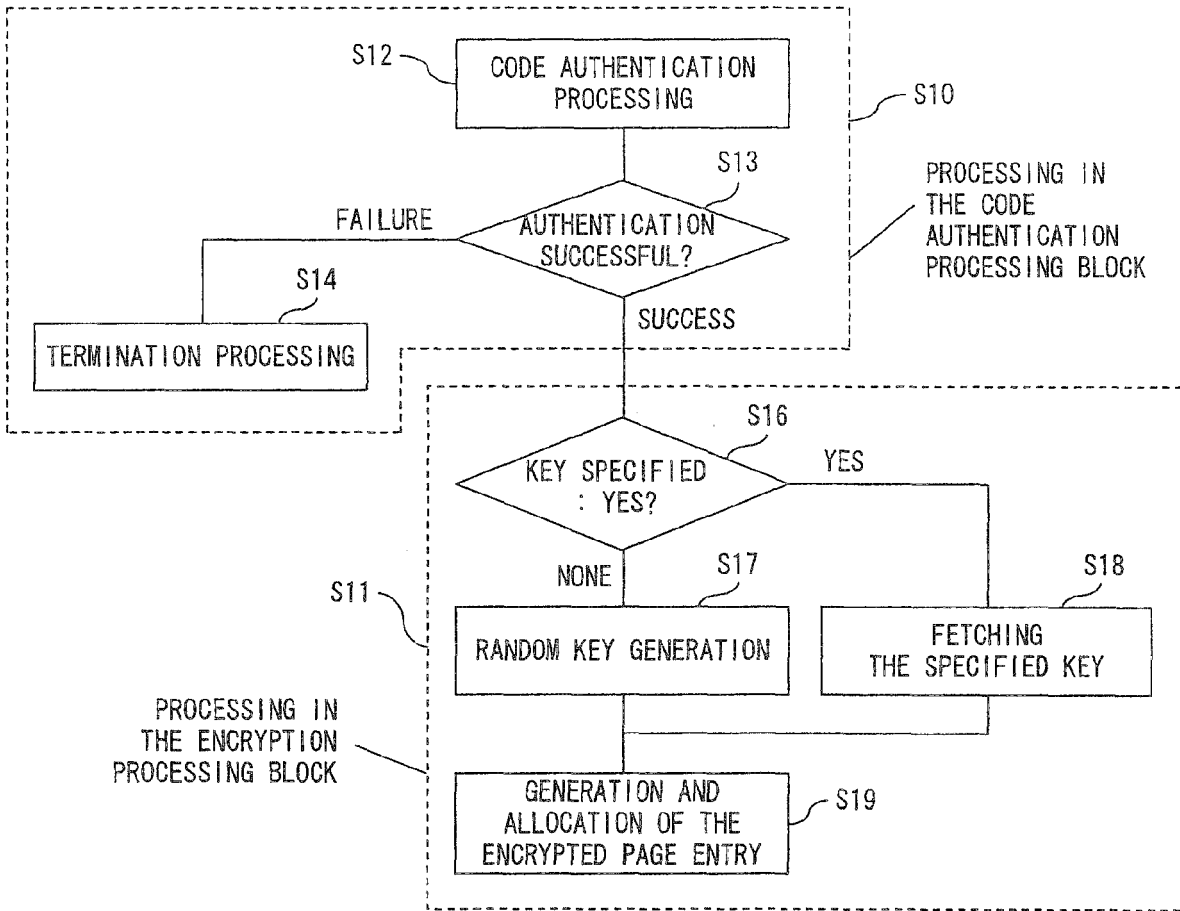 S12
CODE AUTHENTICATION
PROCESSING
S10
S13
PROCESSING IN
THE CODE
AUTHENTICATION
PROCESSING BLOCK
FAILURE
AUTHENTICATION
SUCCESSFUL?
S14
TERMINATION PROCESSING
SUCCESS
S16
KEY SPECIFIED
: YES?
YES
NONE
S17
S18
S11
RANDOM KEY GENERATION
FETCHING
THE SPECIFIED KEY
PROCESSING IN
THE ENCRYPTION
PROCESSING BLOCK
GENERATION AND
ALLOCATION OF THE
ENCRYPTED PAGE ENTRY
S19